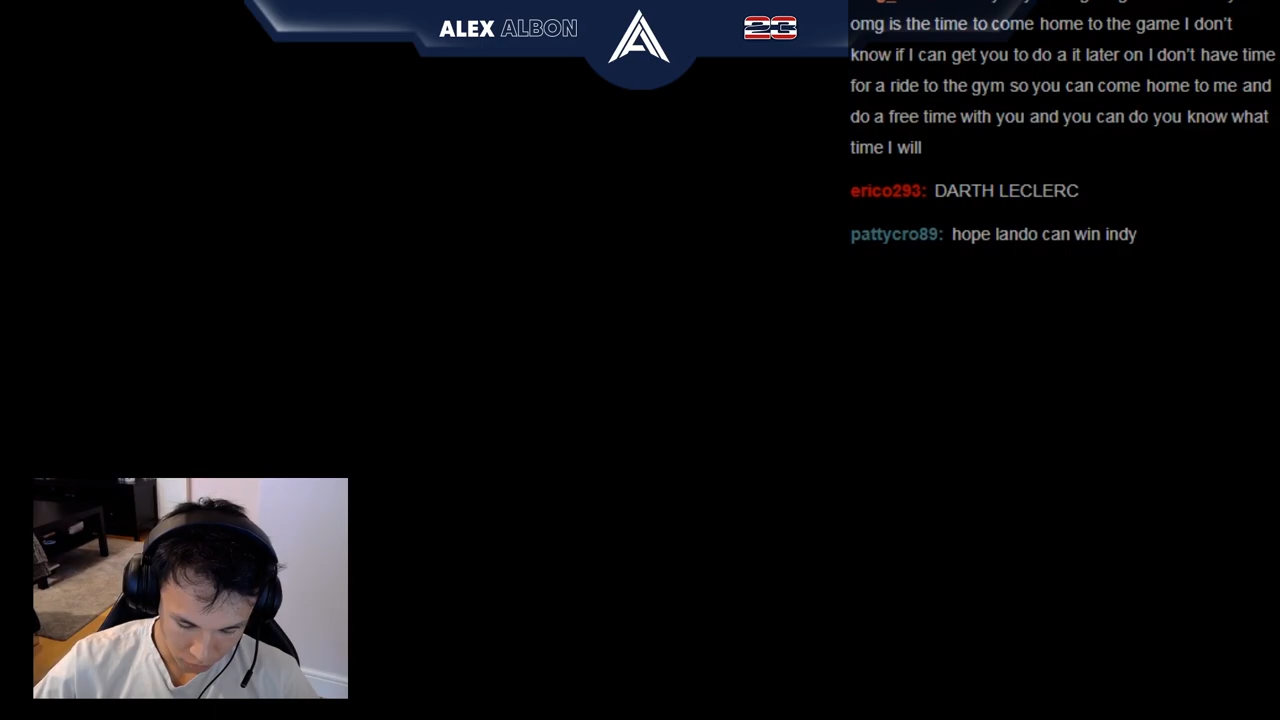 ALEX ALBON
23
omg is the time to come home to the game I don't
know if I can get you to do a it later on I don't have time
for a ride to the gym so you can come home to me and
do a free time with you and you can do you know what
time I will
erico293: DARTH LECLERC
pattycro89: hope lando can win indy